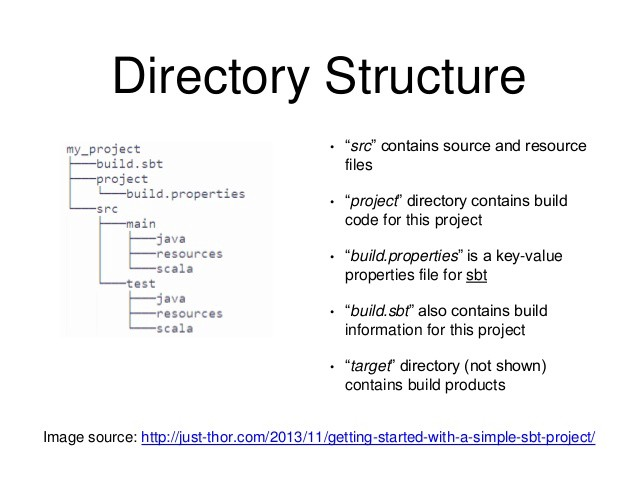 Directory Structure
my_project
├───build.sbt
├───project
│   └───build.properties
└───src
    ├───main
    │   ├───java
    │   ├───resources
    │   └───scala
    └───test
        ├───java
        ├───resources
        └───scala
• “src” contains source and resource
files
• “project” directory contains build
code for this project
• “build.properties” is a key-value
properties file for sbt
• “build.sbt” also contains build
information for this project
• “target” directory (not shown)
contains build products
Image source: http://just-thor.com/2013/11/getting-started-with-a-simple-sbt-project/